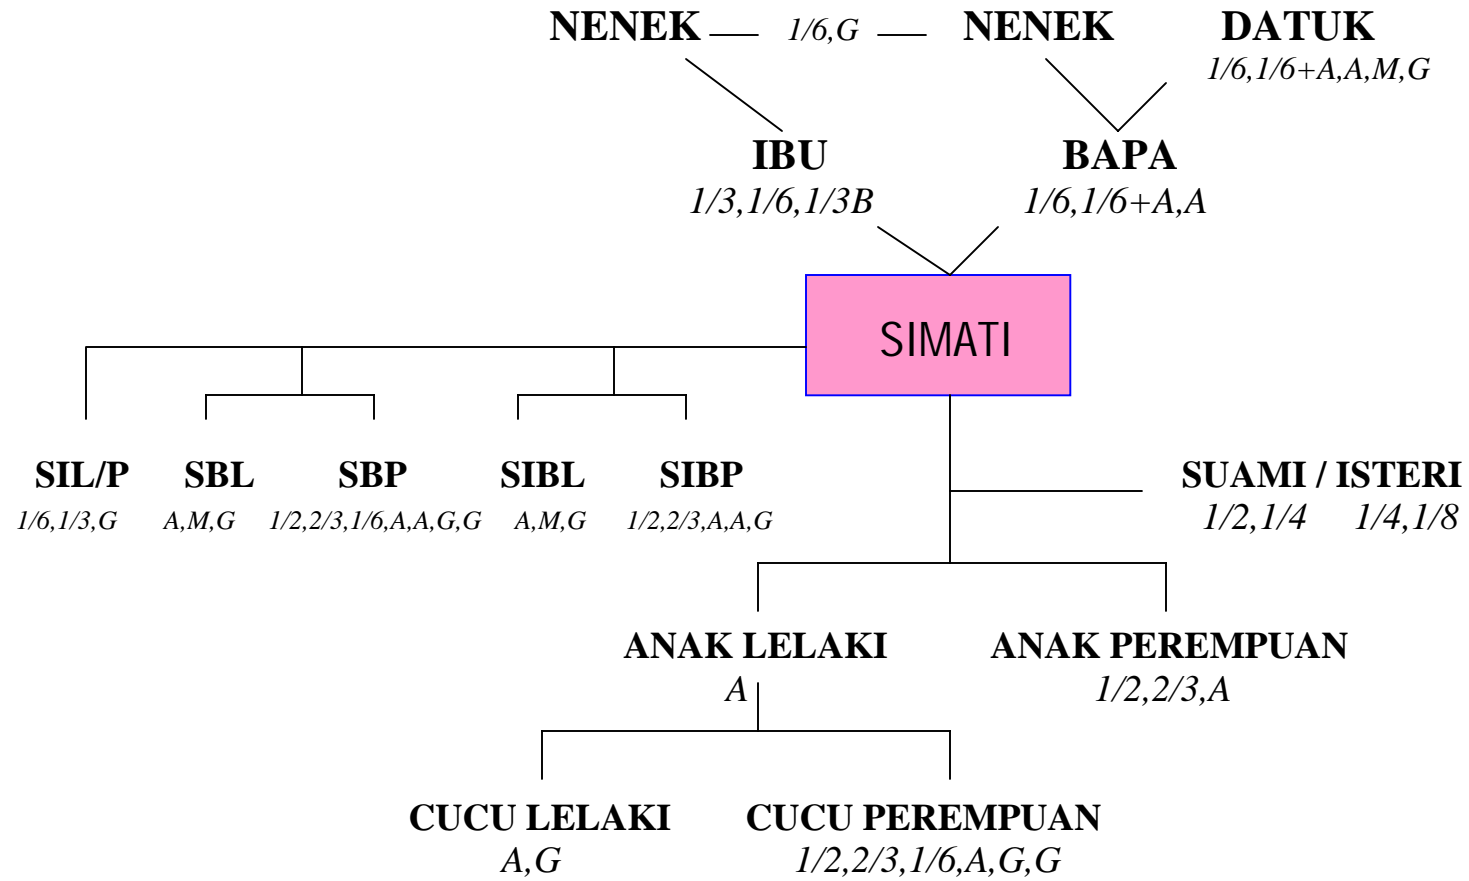 NENEK 1/6,G NENEK DATUK
1/6,1/6+A,A,M,G
IBU BAPA
1/3,1/6,1/3B 1/6,1/6+A,A
SIMATI
SIL/P SBL SBP SIBL SIBP SUAMI / ISTERI
1/6,1/3,G A,M,G 1/2,2/3,1/6,A,A,G,G A,M,G 1/2,2/3,A,A,G 1/2,1/4 1/4,1/8
ANAK LELAKI ANAK PEREMPUAN
A 1/2,2/3,A
CUCU LELAKI CUCU PEREMPUAN
A,G 1/2,2/3,1/6,A,G,G